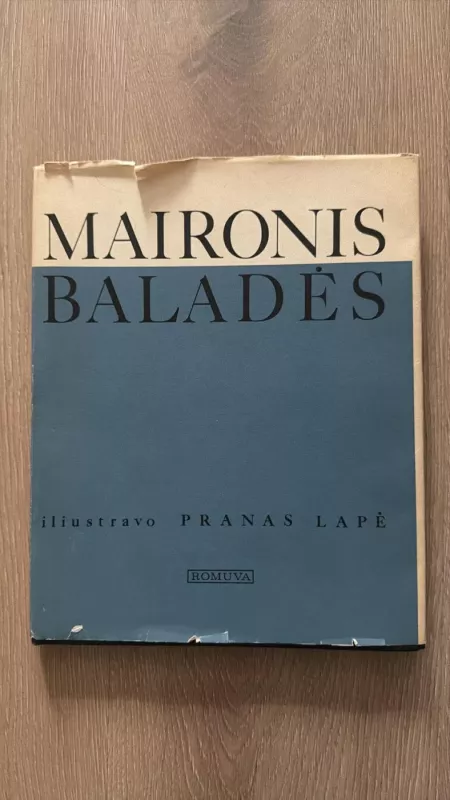 MAIRONIS
BALADĖS
iliustravo PRANAS LAPĖ
ROMUVA